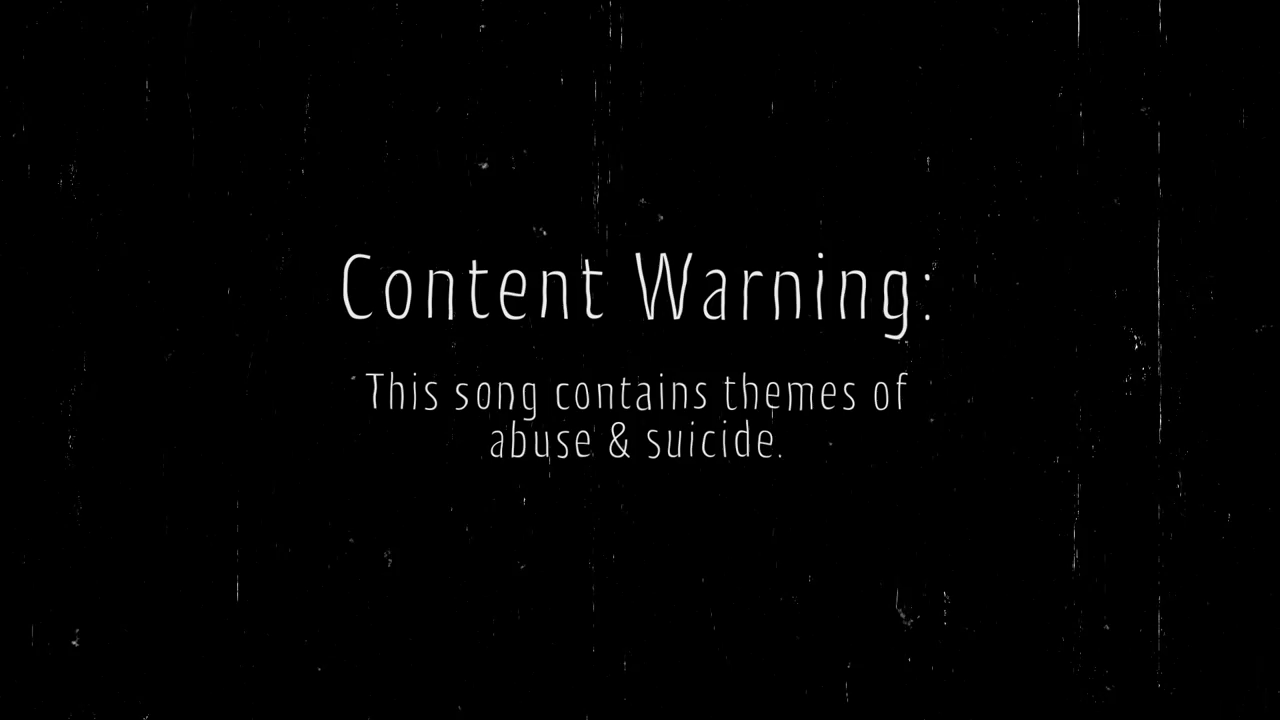 Content Warning:
This song contains themes of
abuse & suicide.